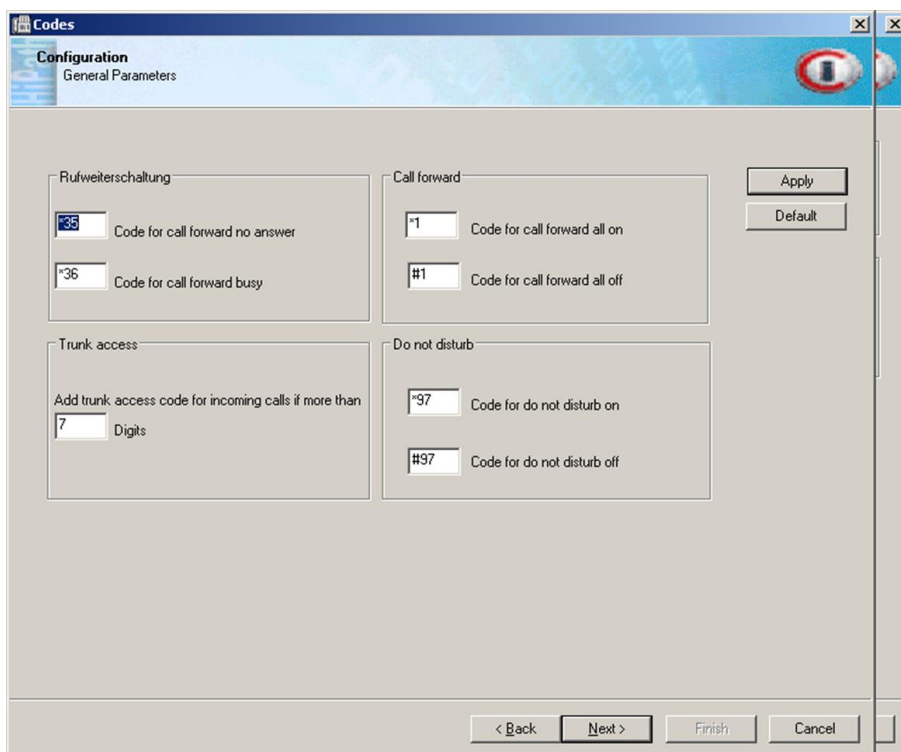 Codes
Configuration
General Parameters
Rufweiterschaltung
*35 Code for call forward no answer
*36 Code for call forward busy
Call forward
*1 Code for call forward all on
#1 Code for call forward all off
Apply
Default
Trunk access
Add trunk access code for incoming calls if more than
7 Digits
Do not disturb
*97 Code for do not disturb on
#97 Code for do not disturb off
< Back
Next >
Finish
Cancel